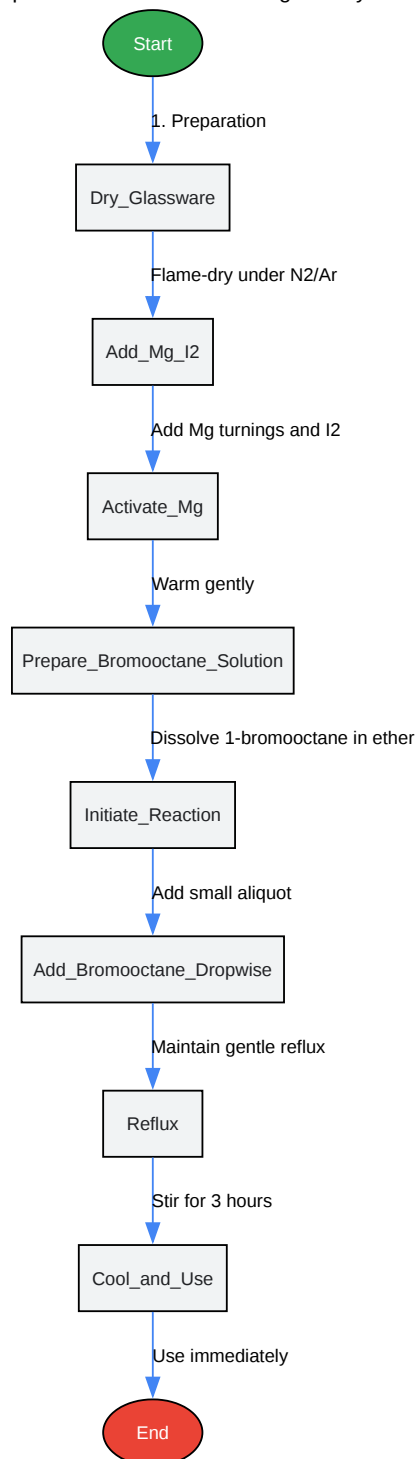 Start
1. Preparation
Dry_Glassware
Flame-dry under N2/Ar
Add_Mg_I2
Add Mg turnings and I2
Activate_Mg
Warm gently
Prepare_Bromooctane_Solution
Dissolve 1-bromooctane in ether
Initiate_Reaction
Add small aliquot
Add_Bromooctane_Dropwise
Maintain gentle reflux
Reflux
Stir for 3 hours
Cool_and_Use
Use immediately
End